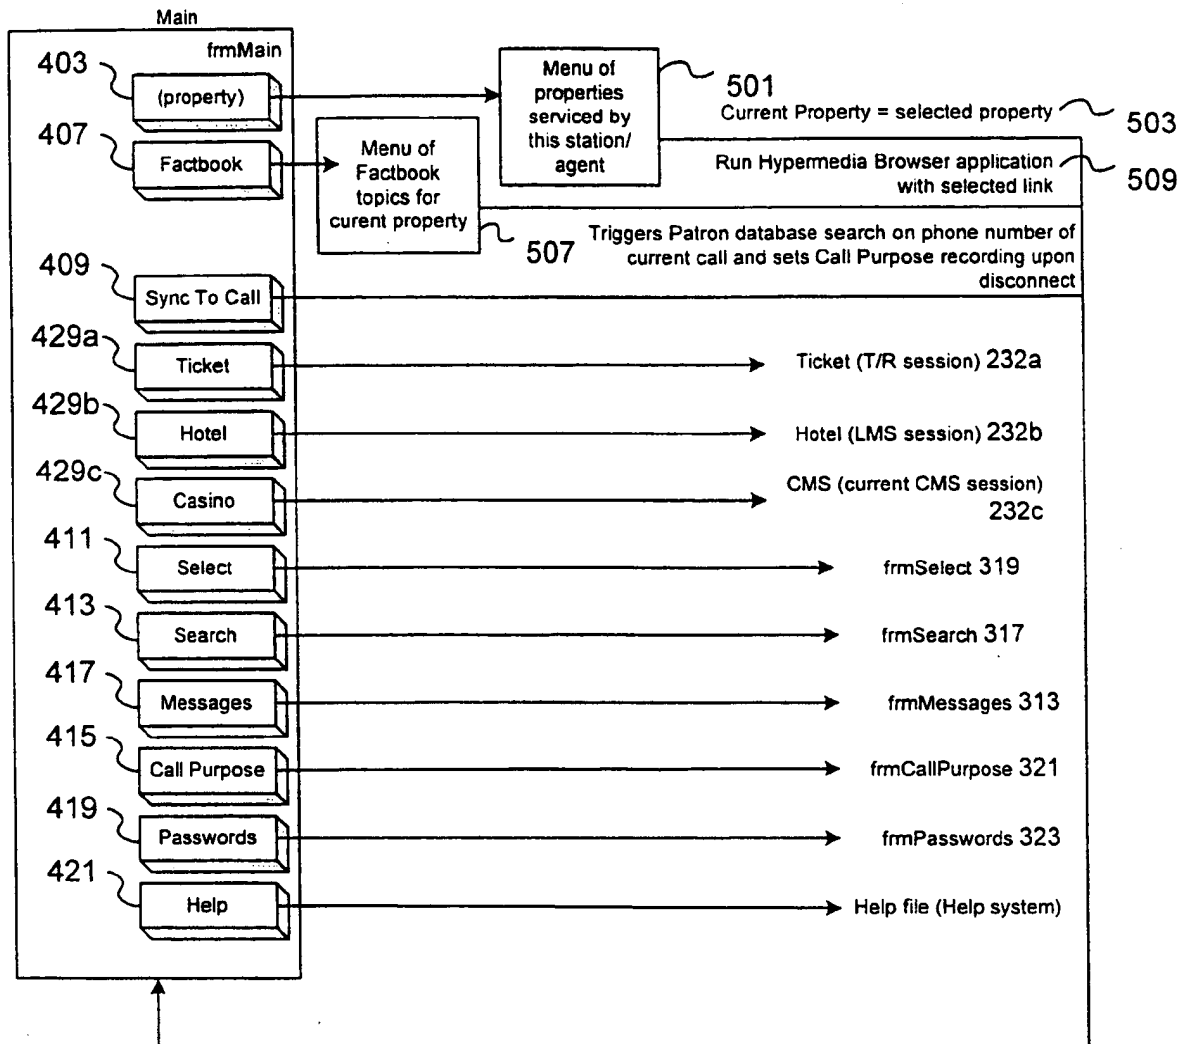 Main
frmMain
403
(property)
Menu of
properties
serviced by
this station/
agent
501
Current Property = selected property
503
407
Factbook
Menu of
Factbook
topics for
curent property
507
Run Hypermedia Browser application
with selected link
509
Triggers Patron database search on phone number of
current call and sets Call Purpose recording upon
disconnect
409
Sync To Call
429a
Ticket
Ticket (T/R session) 232a
429b
Hotel
Hotel (LMS session) 232b
429c
Casino
CMS (current CMS session)
232c
411
Select
frmSelect 319
413
Search
frmSearch 317
417
Messages
frmMessages 313
415
Call Purpose
frmCallPurpose 321
419
Passwords
frmPasswords 323
421
Help
Help file (Help system)